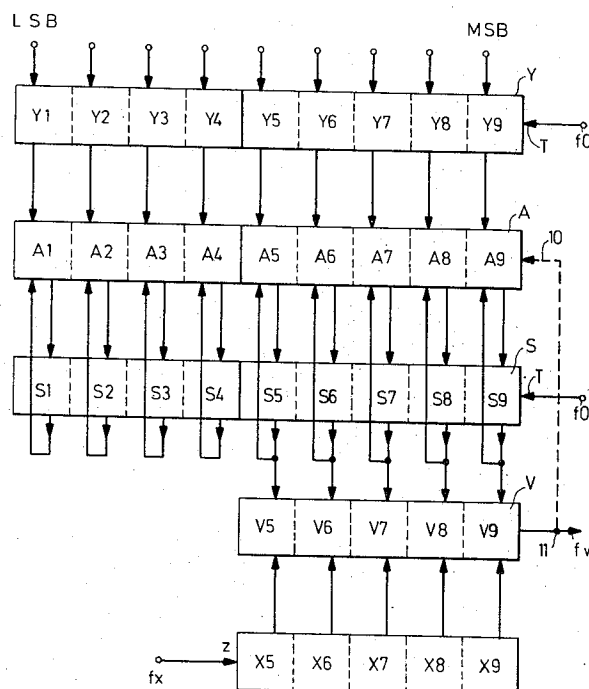 LSB MSB
Y
Y1 Y2 Y3 Y4 Y5 Y6 Y7 Y8 Y9
T f0
A
10
A1 A2 A3 A4 A5 A6 A7 A8 A9
S
S1 S2 S3 S4 S5 S6 S7 S8 S9
T f0
V
V5 V6 V7 V8 V9
11 fv
z
fx
X5 X6 X7 X8 X9